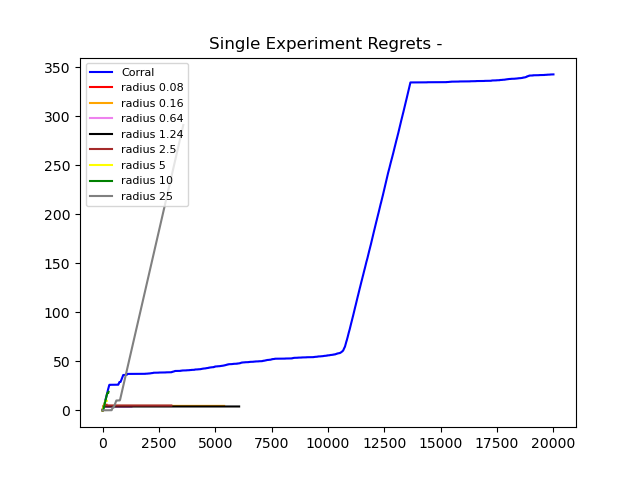 Single Experiment Regrets -
350
300
250
200
150
100
50
0
Corral
radius 0.08
radius 0.16
radius 0.64
radius 1.24
radius 2.5
radius 5
radius 10
radius 25
0 2500 5000 7500 10000 12500 15000 17500 20000